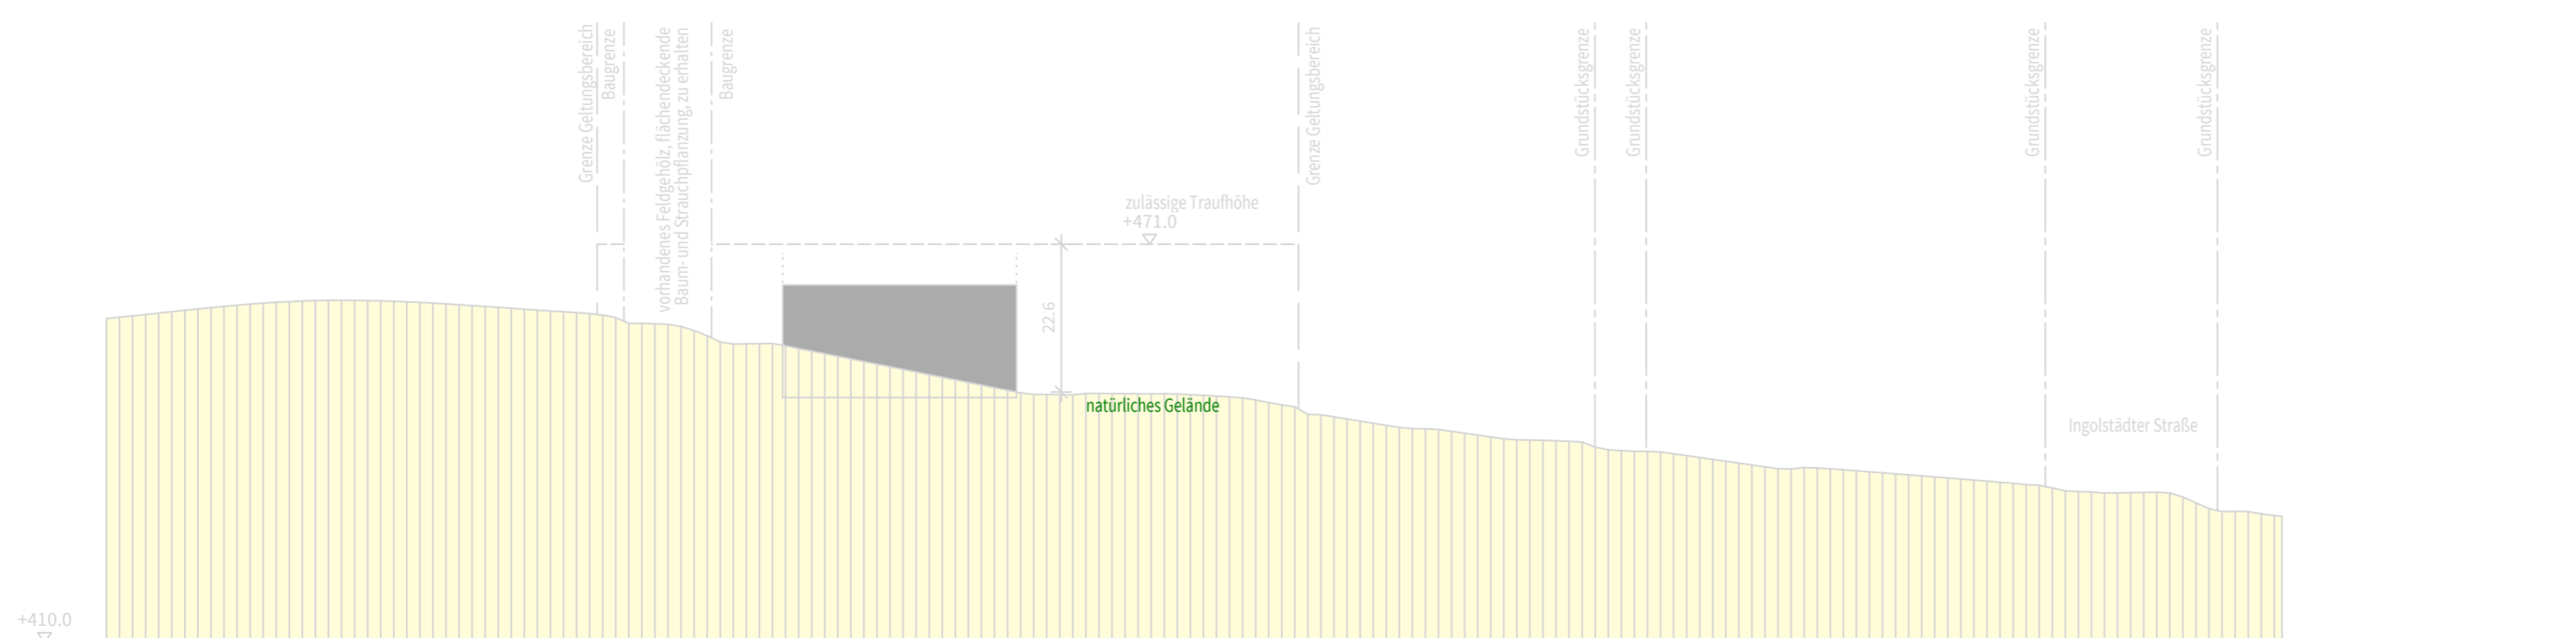 Grenze Geltungsbereich
Baugrenze
vorhandenes Feldgehölz, flächendeckende
Baum- und Strauchpflanzung, zu erhalten
Baugrenze
Grenze Geltungsbereich
Grundstücksgrenze
Grundstücksgrenze
Grundstücksgrenze
Grundstücksgrenze
zulässige Traufhöhe
+471.0
22.6
natürliches Gelände
Ingolstädter Straße
+410.0